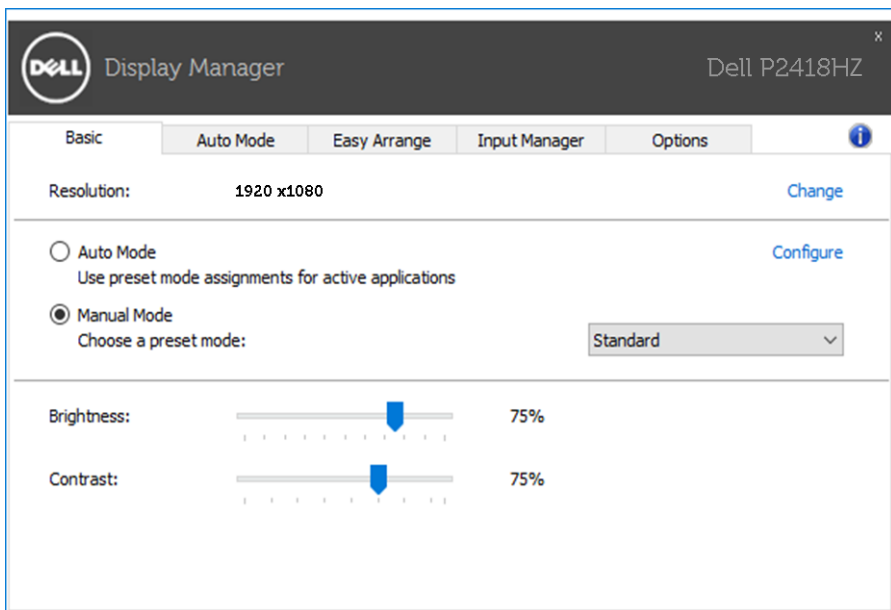 DELL Display Manager Dell P2418HZ x
Basic Auto Mode Easy Arrange Input Manager Options i
Resolution: 1920 x1080 Change
Auto Mode Configure
Use preset mode assignments for active applications
Manual Mode
Choose a preset mode: Standard
Brightness: 75%
Contrast: 75%